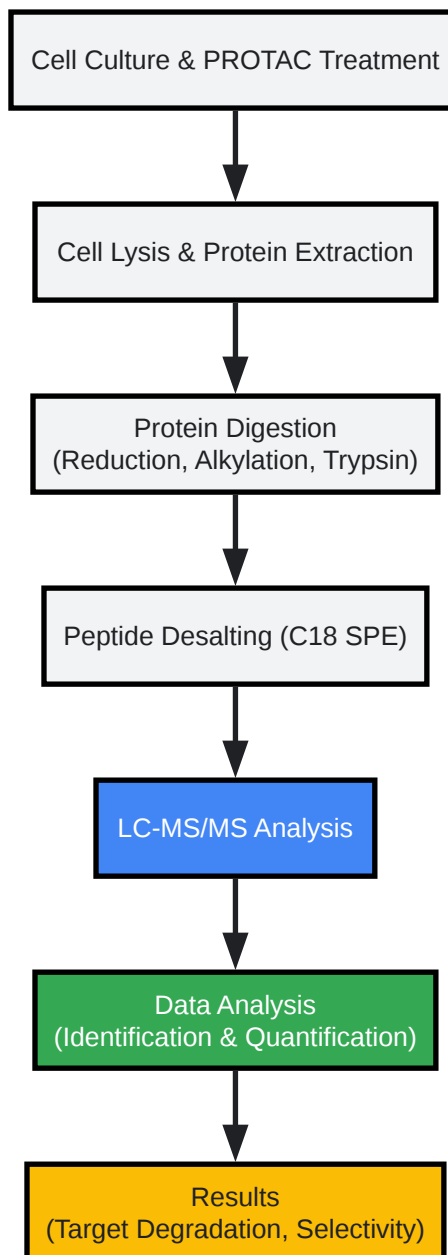 Cell Culture & PROTAC Treatment
Cell Lysis & Protein Extraction
Protein Digestion
(Reduction, Alkylation, Trypsin)
Peptide Desalting (C18 SPE)
LC-MS/MS Analysis
Data Analysis
(Identification & Quantification)
Results
(Target Degradation, Selectivity)